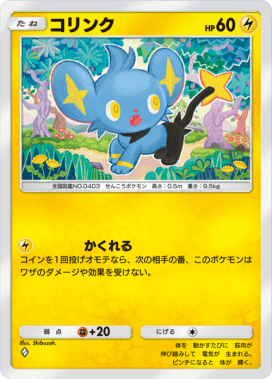 たね コリンク HP60
全国図鑑NO.0403 せんこうポケモン 高さ：0.5m 重さ：9.5kg
かくれる
コインを1回投げオモテなら、次の相手の番、このポケモンは
ワザのダメージや効果を受けない。
弱点 +20 にげる
Illus. Shibuzoh.
体を動かすたびに筋肉が
伸び縮みして電気が生まれる。
ピンチになると体が輝く。